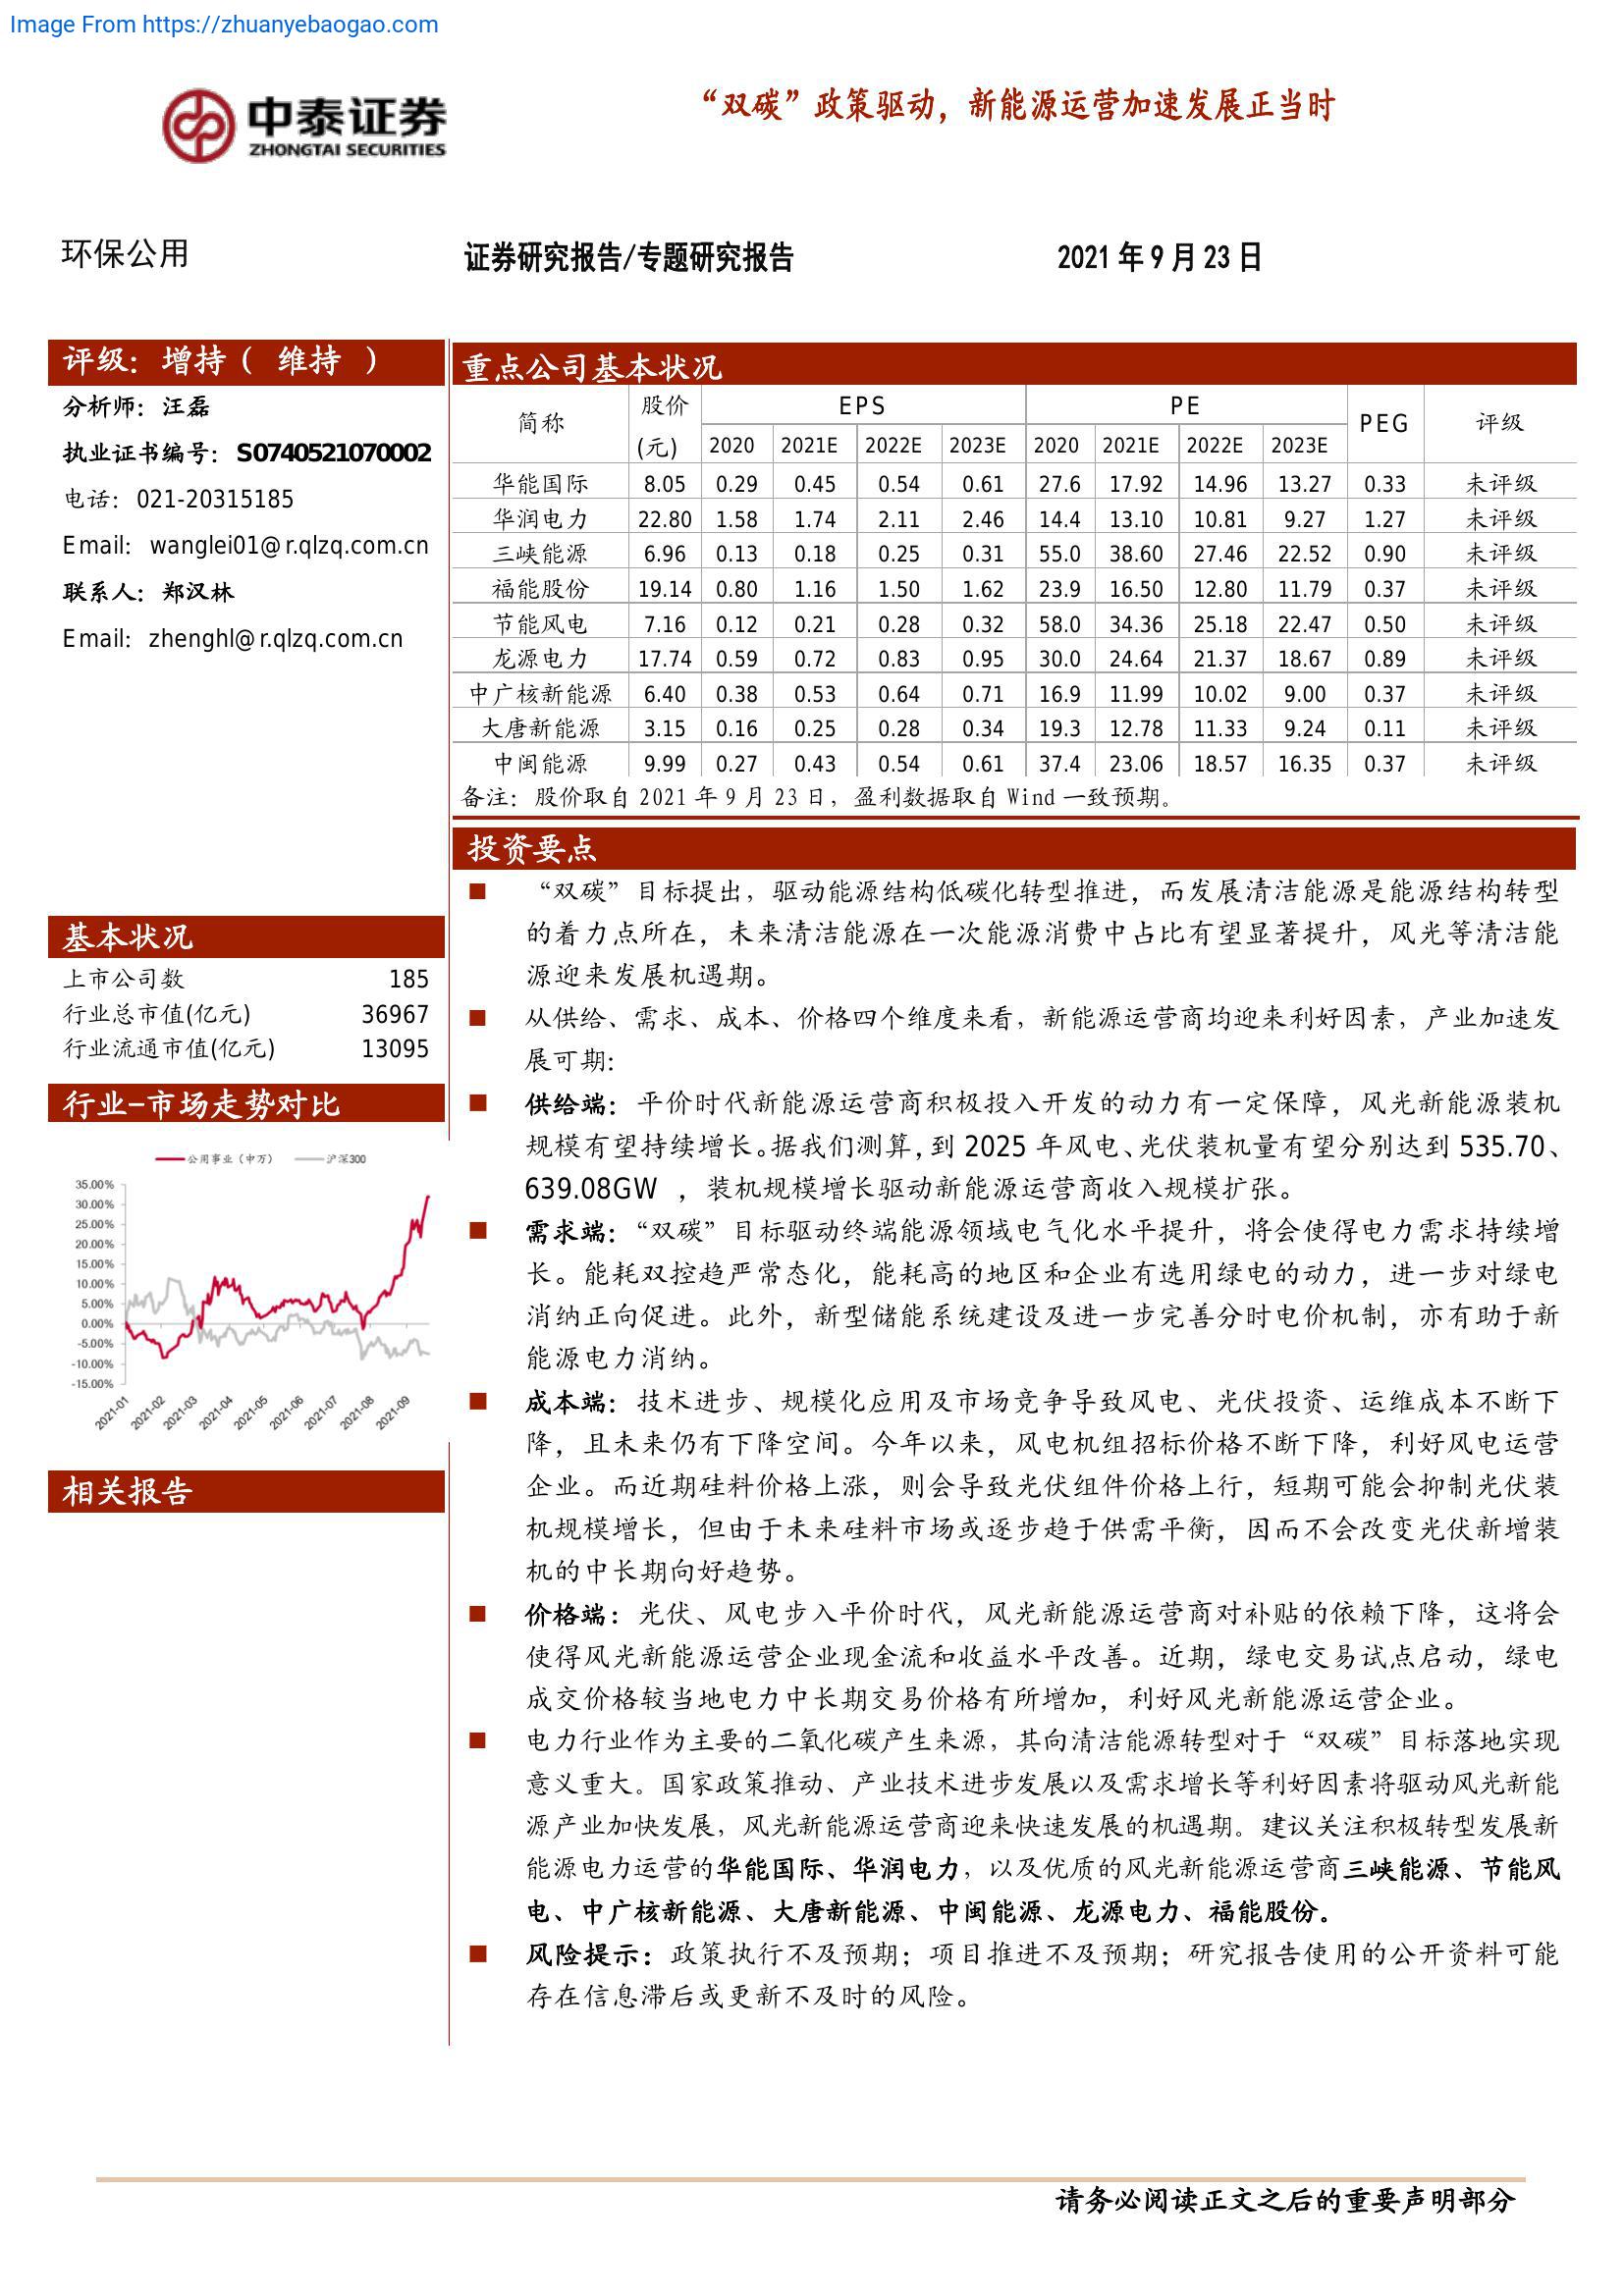 Image From https://zhuanyebaogao.com
中泰证券
ZHONGTAI SECURITIES
“双碳”政策驱动，新能源运营加速发展正当时
环保公用
证券研究报告/专题研究报告
2021 年 9 月 23 日
评级：增持（ 维持 ）
分析师：汪磊
执业证书编号：S0740521070002
电话：021-20315185
Email：wanglei01@r.qlzq.com.cn
联系人：郑汉林
Email：zhenghl@r.qlzq.com.cn
基本状况
上市公司数 185
行业总市值(亿元) 36967
行业流通市值(亿元) 13095
行业-市场走势对比
公用事业（申万） 沪深300
35.00%
30.00%
25.00%
20.00%
15.00%
10.00%
5.00%
0.00%
-5.00%
-10.00%
-15.00%
2021-01 2021-02 2021-03 2021-04 2021-05 2021-06 2021-07 2021-08 2021-09
相关报告
重点公司基本状况
简称 股价(元) EPS PE PEG 评级
2020 2021E 2022E 2023E 2020 2021E 2022E 2023E
华能国际 8.05 0.29 0.45 0.54 0.61 27.6 17.92 14.96 13.27 0.33 未评级
华润电力 22.80 1.58 1.74 2.11 2.46 14.4 13.10 10.81 9.27 1.27 未评级
三峡能源 6.96 0.13 0.18 0.25 0.31 55.0 38.60 27.46 22.52 0.90 未评级
福能股份 19.14 0.80 1.16 1.50 1.62 23.9 16.50 12.80 11.79 0.37 未评级
节能风电 7.16 0.12 0.21 0.28 0.32 58.0 34.36 25.18 22.47 0.50 未评级
龙源电力 17.74 0.59 0.72 0.83 0.95 30.0 24.64 21.37 18.67 0.89 未评级
中广核新能源 6.40 0.38 0.53 0.64 0.71 16.9 11.99 10.02 9.00 0.37 未评级
大唐新能源 3.15 0.16 0.25 0.28 0.34 19.3 12.78 11.33 9.24 0.11 未评级
中闽能源 9.99 0.27 0.43 0.54 0.61 37.4 23.06 18.57 16.35 0.37 未评级
备注：股价取自 2021 年 9 月 23 日，盈利数据取自 Wind 一致预期。
投资要点
■ “双碳”目标提出，驱动能源结构低碳化转型推进，而发展清洁能源是能源结构转型
的着力点所在，未来清洁能源在一次能源消费中占比有望显著提升，风光等清洁能
源迎来发展机遇期。
■ 从供给、需求、成本、价格四个维度来看，新能源运营商均迎来利好因素，产业加速发
展可期：
■ 供给端：平价时代新能源运营商积极投入开发的动力有一定保障，风光新能源装机
规模有望持续增长。据我们测算，到 2025 年风电、光伏装机量有望分别达到 535.70、
639.08GW ，装机规模增长驱动新能源运营商收入规模扩张。
■ 需求端：“双碳”目标驱动终端能源领域电气化水平提升，将会使得电力需求持续增
长。能耗双控趋严常态化，能耗高的地区和企业有选用绿电的动力，进一步对绿电
消纳正向促进。此外，新型储能系统建设及进一步完善分时电价机制，亦有助于新
能源电力消纳。
■ 成本端：技术进步、规模化应用及市场竞争导致风电、光伏投资、运维成本不断下
降，且未来仍有下降空间。今年以来，风电机组招标价格不断下降，利好风电运营
企业。而近期硅料价格上涨，则会导致光伏组件价格上行，短期可能会抑制光伏装
机规模增长，但由于未来硅料市场或逐步趋于供需平衡，因而不会改变光伏新增装
机的中长期向好趋势。
■ 价格端：光伏、风电步入平价时代，风光新能源运营商对补贴的依赖下降，这将会
使得风光新能源运营企业现金流和收益水平改善。近期，绿电交易试点启动，绿电
成交价格较当地电力中长期交易价格有所增加，利好风光新能源运营企业。
■ 电力行业作为主要的二氧化碳产生来源，其向清洁能源转型对于“双碳”目标落地实现
意义重大。国家政策推动、产业技术进步发展以及需求增长等利好因素将驱动风光新能
源产业加快发展，风光新能源运营商迎来快速发展的机遇期。建议关注积极转型发展新
能源电力运营的华能国际、华润电力，以及优质的风光新能源运营商三峡能源、节能风
电、中广核新能源、大唐新能源、中闽能源、龙源电力、福能股份。
■ 风险提示：政策执行不及预期；项目推进不及预期；研究报告使用的公开资料可能
存在信息滞后或更新不及时的风险。
请务必阅读正文之后的重要声明部分